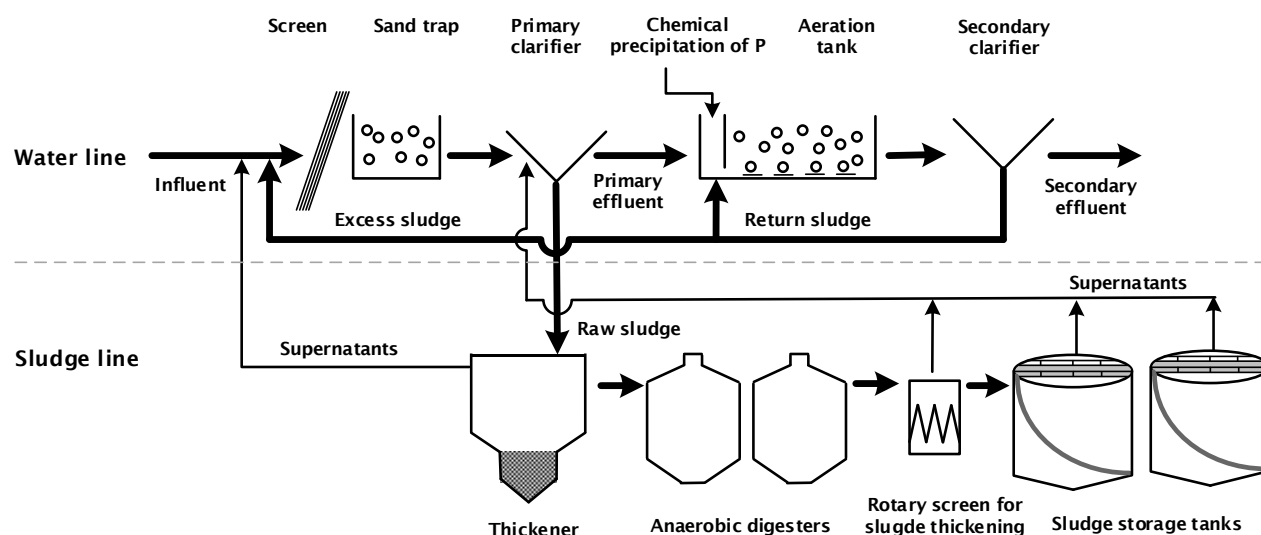 Screen
Sand trap
Primary
clarifier
Chemical
precipitation of P
Aeration
tank
Secondary
clarifier
Water line
Influent
Primary
effluent
Secondary
effluent
Excess sludge
Return sludge
Supernatants
Raw sludge
Sludge line
Supernatants
Thickener
Anaerobic digesters
Rotary screen for
slugde thickening
Sludge storage tanks